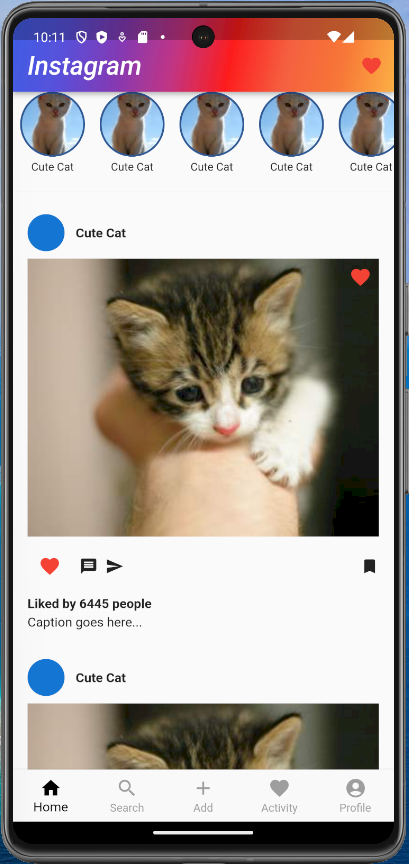 10:11
Instagram
Cute Cat Cute Cat Cute Cat Cute Cat Cute Cat
Cute Cat
Liked by 6445 people
Caption goes here...
Cute Cat
Home Search Add Activity Profile